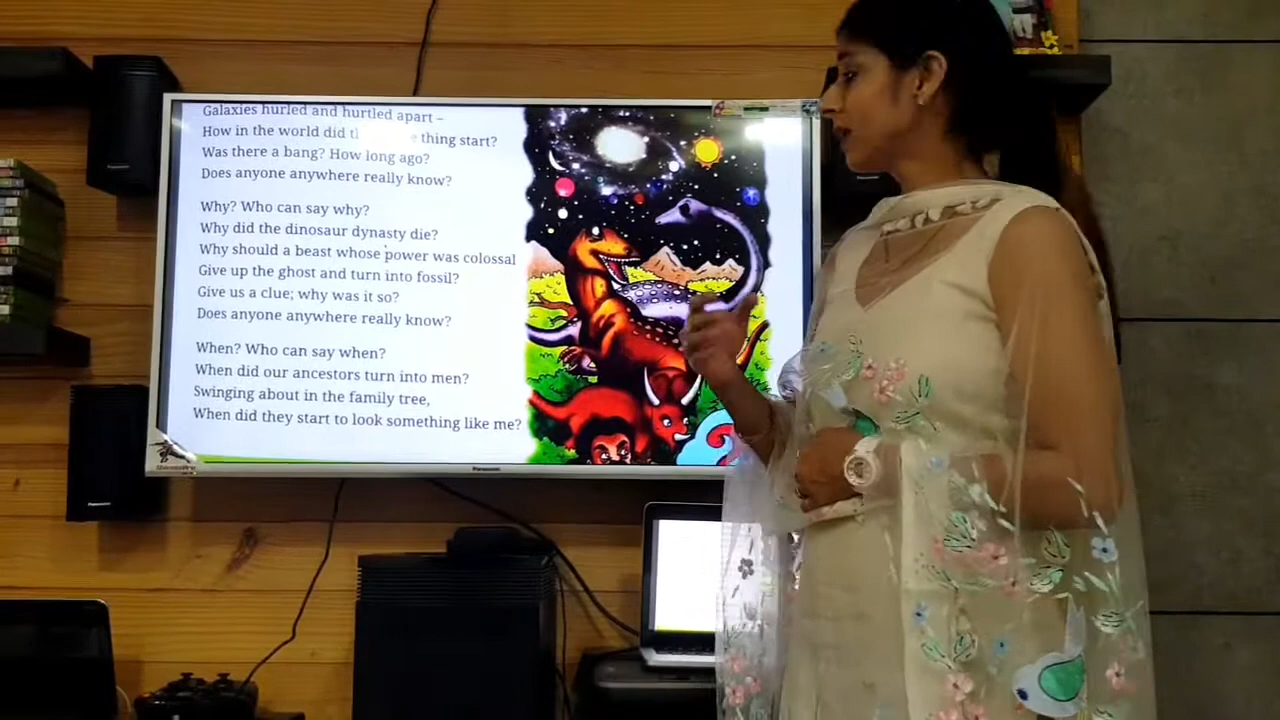 Galaxies hurled and hurtled apart –
How in the world did thing start?
Was there a bang? How long ago?
Does anyone anywhere really know?
Why? Who can say why?
Why did the dinosaur dynasty die?
Why should a beast whose power was colossal
Give up the ghost and turn into fossil?
Give us a clue; why was it so?
Does anyone anywhere really know?
When? Who can say when?
When did our ancestors turn into men?
Swinging about in the family tree,
When did they start to look something like me?
Panasonic